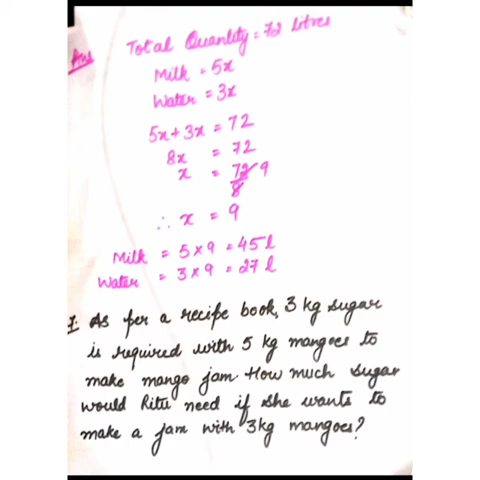 Ans Total Quantity = 72 litres
Milk = 5x
Water = 3x
5x + 3x = 72
8x = 72
x = 72/8 9
∴ x = 9
Milk = 5 × 9 = 45 l
Water = 3 × 9 = 27 l
7. As per a recipe book, 3 kg sugar
is required with 5 kg mangoes to
make mango jam. How much sugar
would Ritu need if she wants to
make a jam with 3kg mangoes?